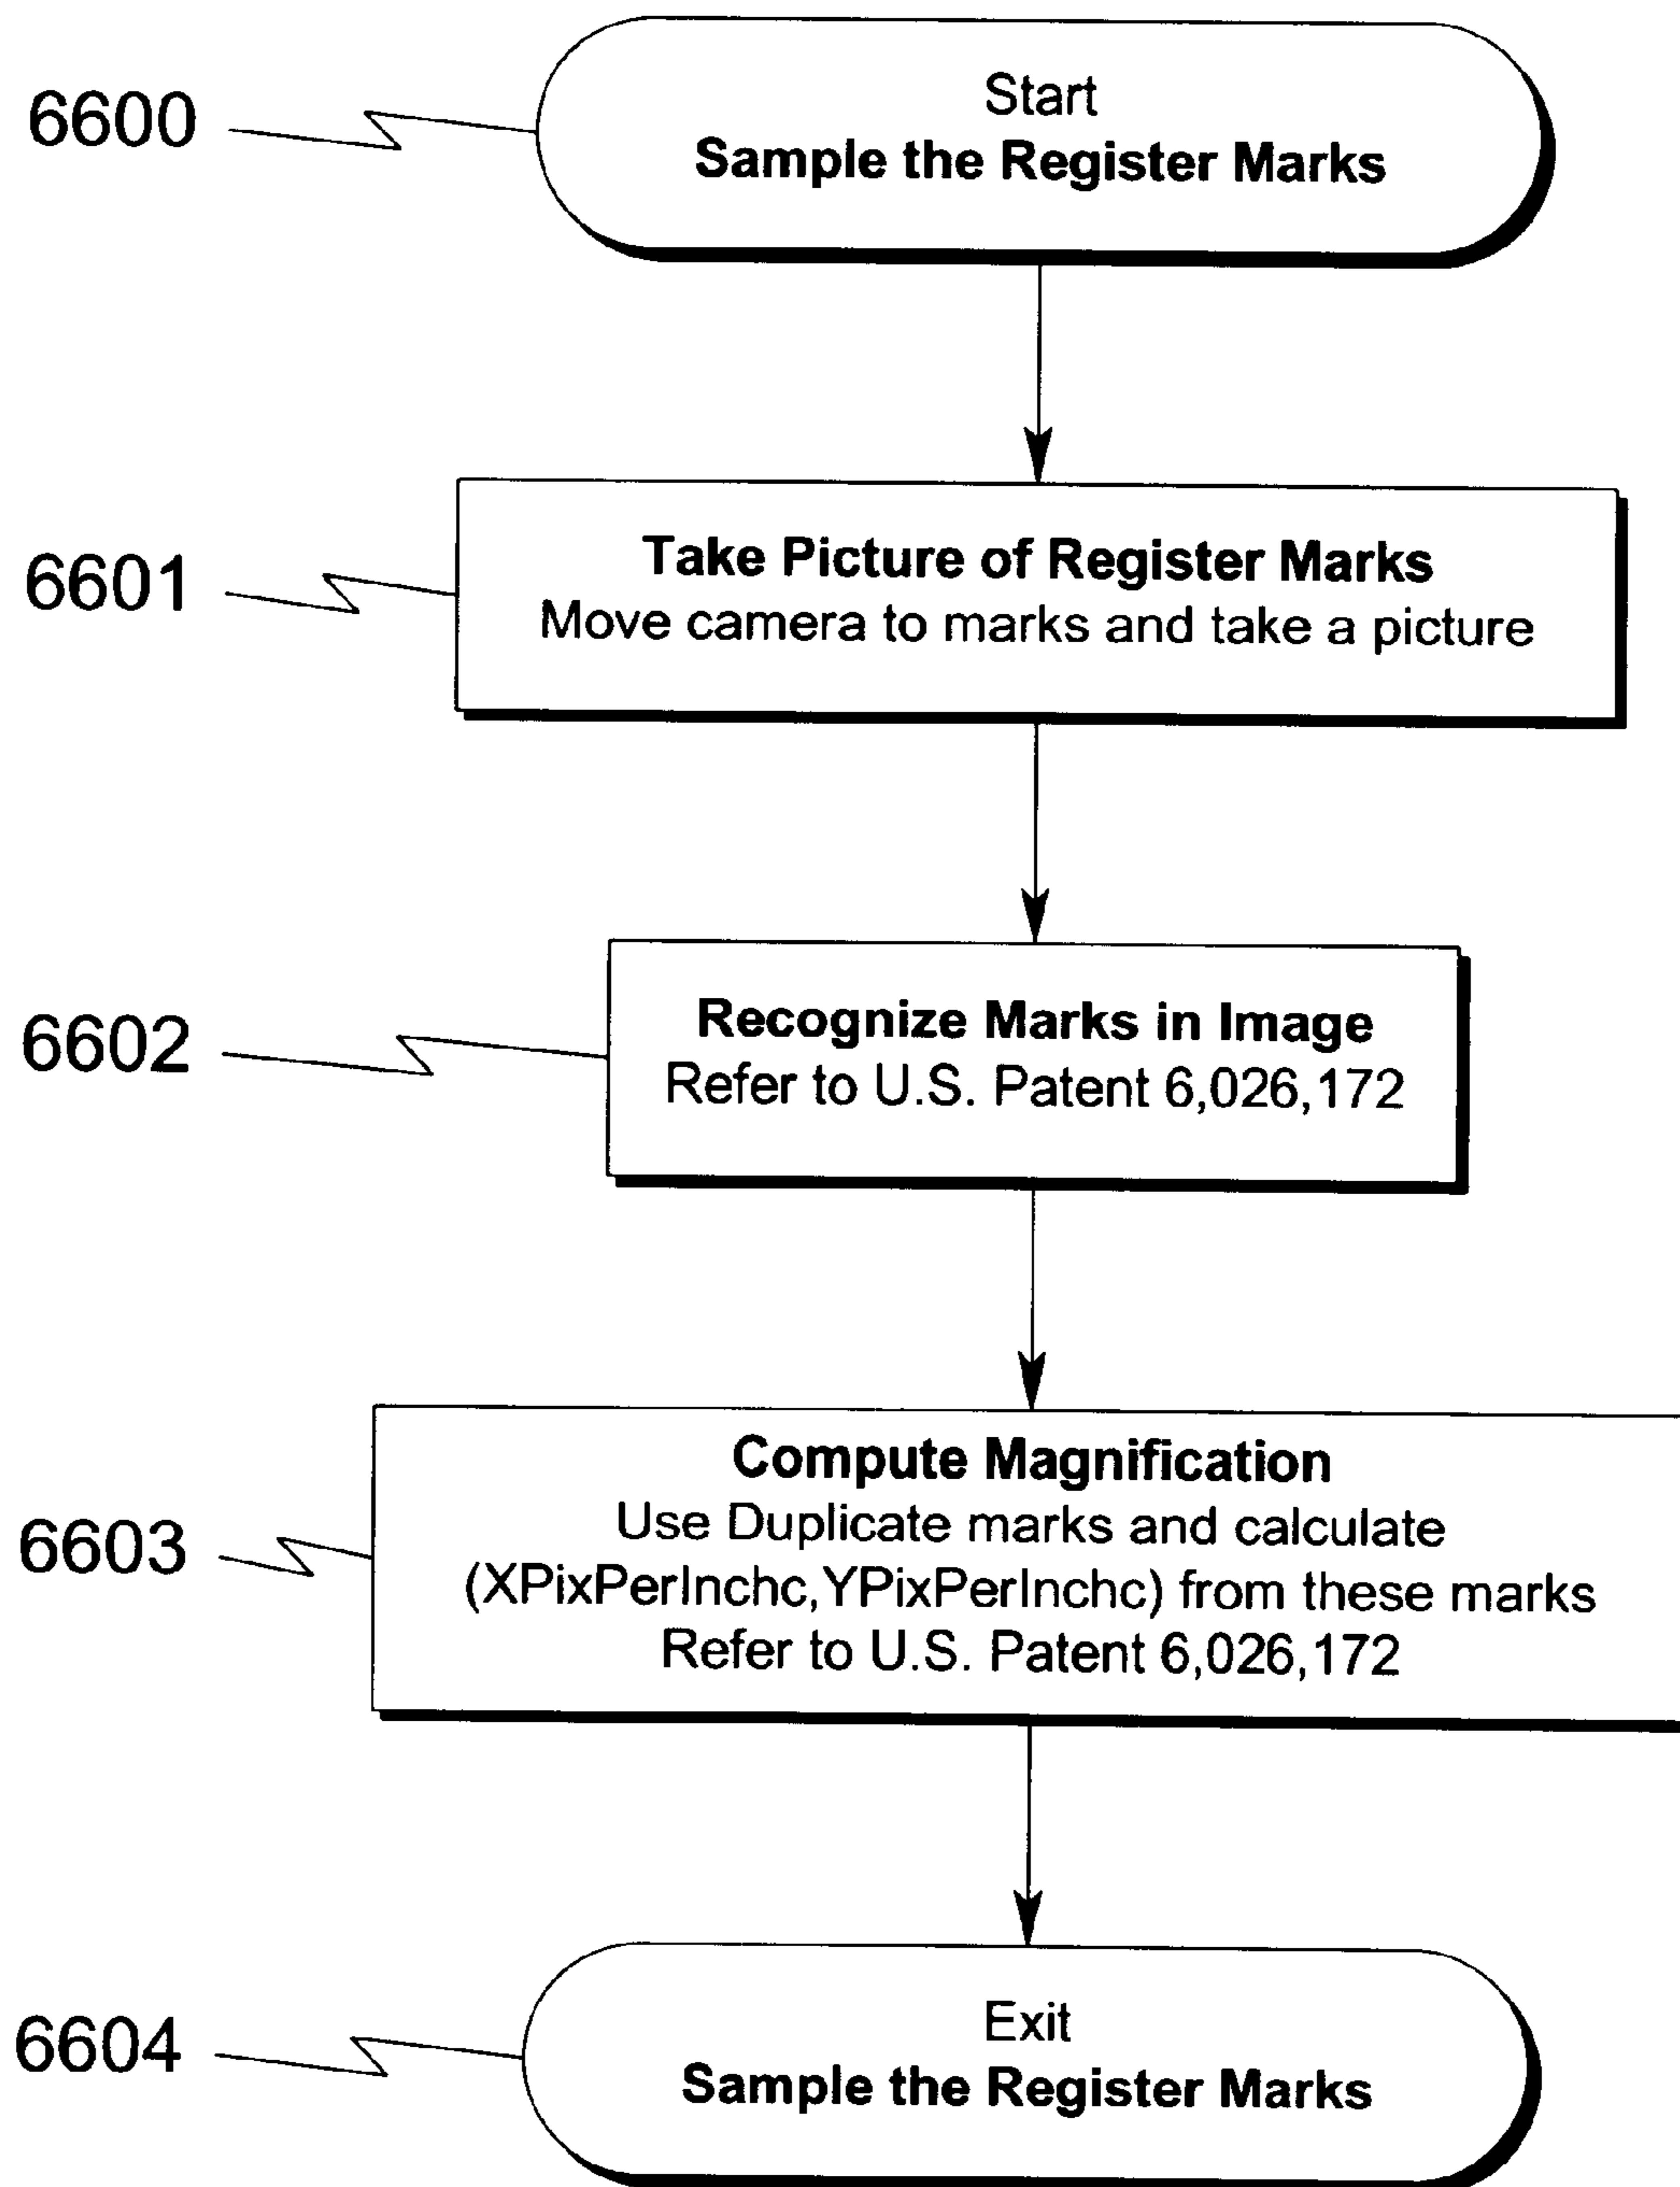 6600
Start
Sample the Register Marks
6601
Take Picture of Register Marks
Move camera to marks and take a picture
6602
Recognize Marks in Image
Refer to U.S. Patent 6,026,172
6603
Compute Magnification
Use Duplicate marks and calculate
(XPixPerInchc,YPixPerInchc) from these marks
Refer to U.S. Patent 6,026,172
6604
Exit
Sample the Register Marks